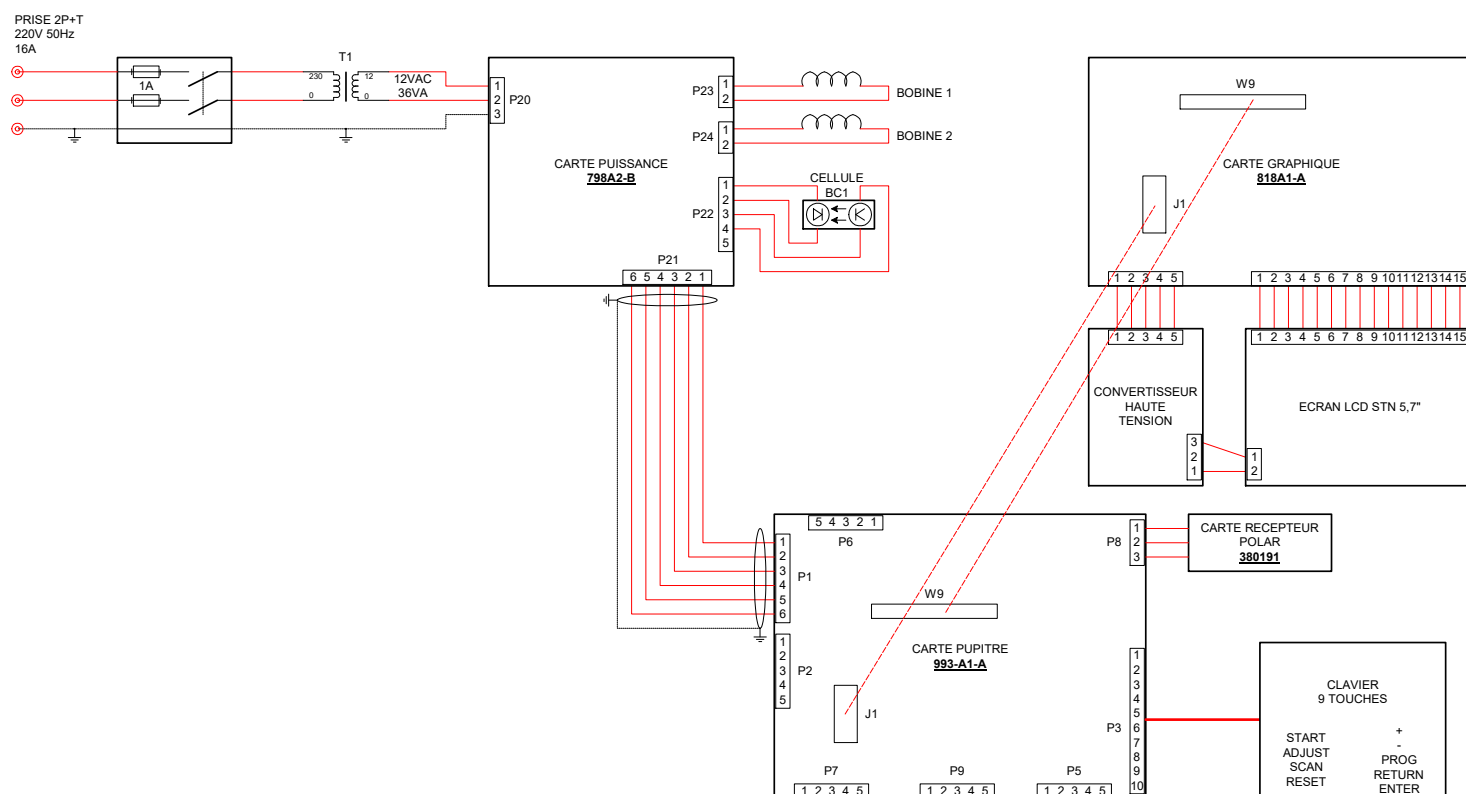 PRISE 2P+T
220V 50Hz
16A
1A
T1
230
0
12
0
12VAC
36VA
1
2
3
P20
CARTE PUISSANCE
798A2-B
P23
1
2
BOBINE 1
P24
1
2
BOBINE 2
P22
1
2
3
4
5
CELLULE
BC1
P21
6 5 4 3 2 1
W9
CARTE GRAPHIQUE
818A1-A
J1
1 2 3 4 5
1 2 3 4 5 6 7 8 9 10 11 12 13 14 15
1 2 3 4 5
1 2 3 4 5 6 7 8 9 10 11 12 13 14 15
CONVERTISSEUR
HAUTE
TENSION
3
2
1
1
2
ECRAN LCD STN 5,7"
5 4 3 2 1
P6
P8
1
2
3
CARTE RECEPTEUR
POLAR
380191
1
2
3
4
5
6
P1
W9
CARTE PUPITRE
993-A1-A
1
2
3
4
5
P2
J1
P3
1
2
3
4
5
6
7
8
9
10
CLAVIER
9 TOUCHES
START
ADJUST
SCAN
RESET
+
-
PROG
RETURN
ENTER
P7
1 2 3 4 5
P9
1 2 3 4 5
P5
1 2 3 4 5